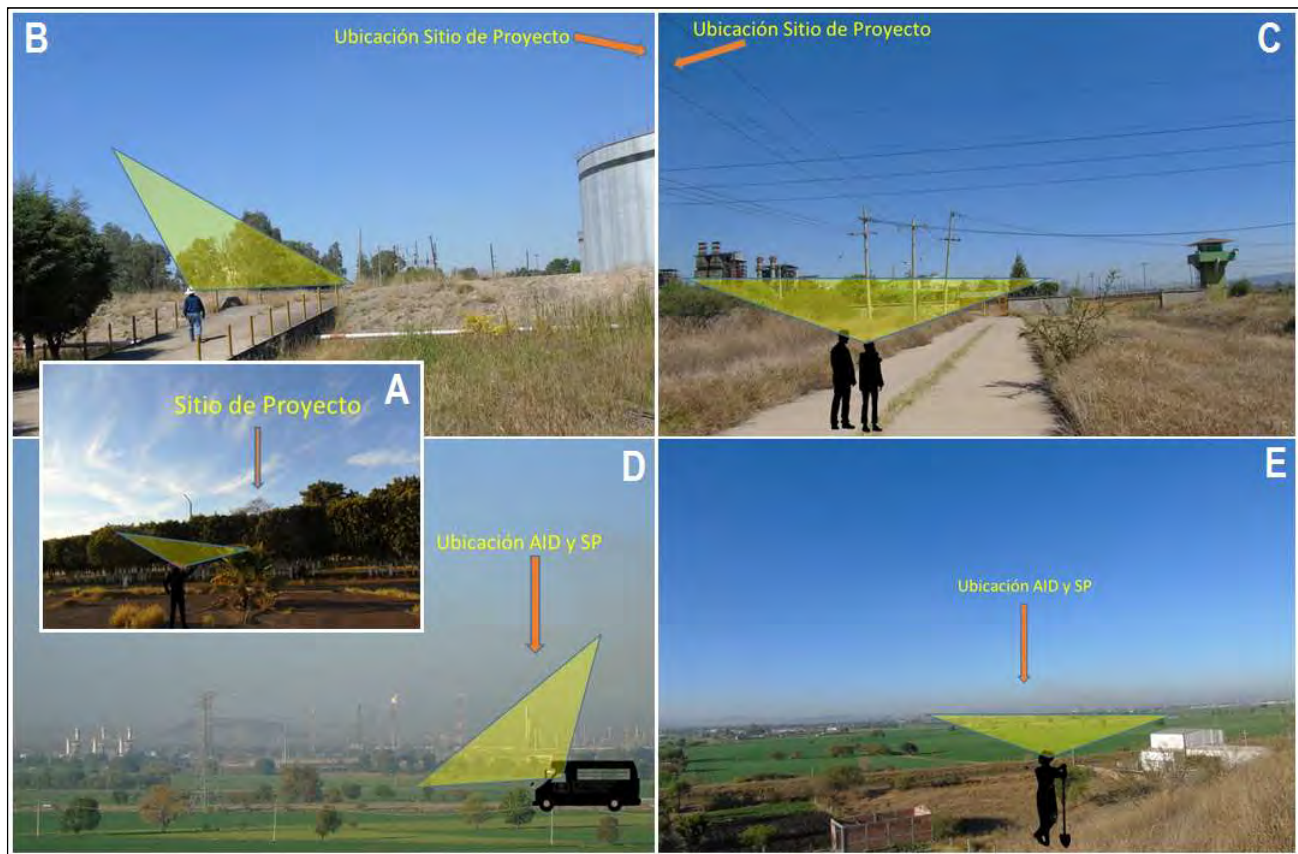 B
Ubicación Sitio de Proyecto
Ubicación Sitio de Proyecto
C
A
Sitio de Proyecto
D
Ubicación AID y SP
E
Ubicación AID y SP